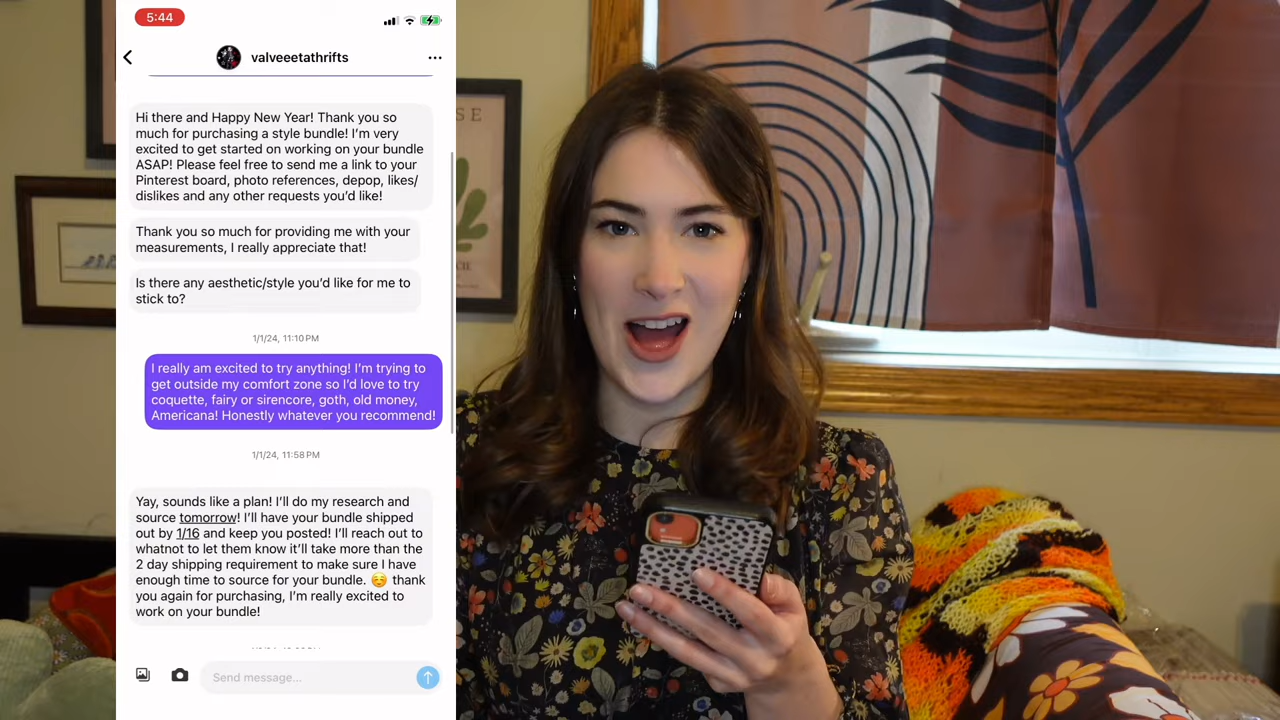 5:44
valveeetathrifts
Hi there and Happy New Year! Thank you so
much for purchasing a style bundle! I'm very
excited to get started on working on your bundle
ASAP! Please feel free to send me a link to your
Pinterest board, photo references, depop, likes/
dislikes and any other requests you'd like!
Thank you so much for providing me with your
measurements, I really appreciate that!
Is there any aesthetic/style you'd like for me to
stick to?
1/1/24, 11:10 PM
I really am excited to try anything! I'm trying to
get outside my comfort zone so I'd love to try
coquette, fairy or sirencore, goth, old money,
Americana! Honestly whatever you recommend!
1/1/24, 11:58 PM
Yay, sounds like a plan! I'll do my research and
source tomorrow! I'll have your bundle shipped
out by 1/16 and keep you posted! I'll reach out to
whatnot to let them know it'll take more than the
2 day shipping requirement to make sure I have
enough time to source for your bundle. 😌 thank
you again for purchasing, I'm really excited to
work on your bundle!
Send message...